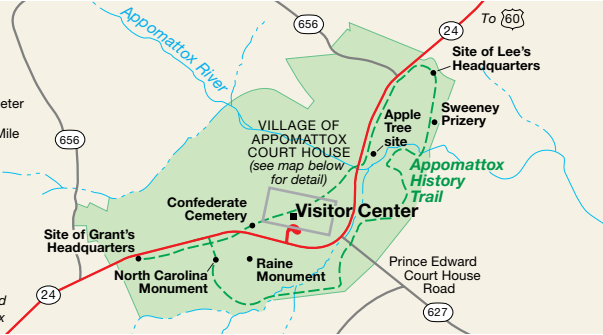 To 60
656
24
Appomattox River
Site of Lee's
Headquarters
eter
Mile
Apple
Tree
site
Sweeney
Prizery
VILLAGE OF
APPOMATTOX
COURT HOUSE
(see map below
for detail)
656
Appomattox
History
Trail
Confederate
Cemetery
Visitor Center
Site of Grant's
Headquarters
North Carolina
Monument
Raine
Monument
Prince Edward
Court House
Road
24
627
d
x